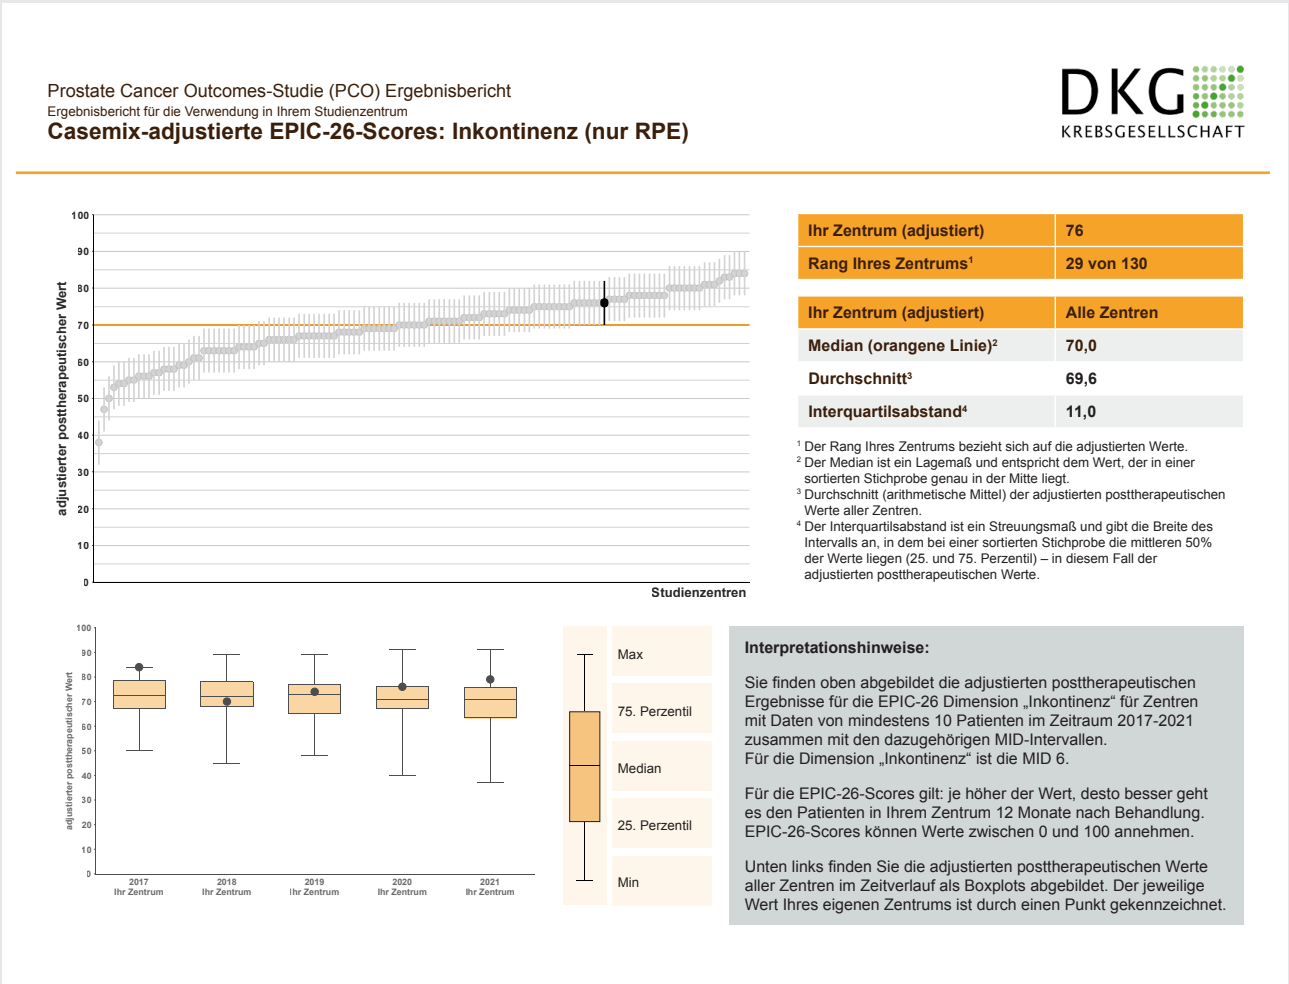 Prostate Cancer Outcomes-Studie (PCO) Ergebnisbericht
Ergebnisbericht für die Verwendung in Ihrem Studienzentrum
Casemix-adjustierte EPIC-26-Scores: Inkontinenz (nur RPE)
DKG
KREBSGESELLSCHAFT
adjustierter posttherapeutischer Wert
100
90
80
70
60
50
40
30
20
10
0
Studienzentren
Ihr Zentrum (adjustiert) 76
Rang Ihres Zentrums¹ 29 von 130
Ihr Zentrum (adjustiert) Alle Zentren
Median (orangene Linie)² 70,0
Durchschnitt³ 69,6
Interquartilsabstand⁴ 11,0
¹ Der Rang Ihres Zentrums bezieht sich auf die adjustierten Werte.
² Der Median ist ein Lagemaß und entspricht dem Wert, der in einer
sortierten Stichprobe genau in der Mitte liegt.
³ Durchschnitt (arithmetische Mittel) der adjustierten posttherapeutischen
Werte aller Zentren.
⁴ Der Interquartilsabstand ist ein Streuungsmaß und gibt die Breite des
Intervalls an, in dem bei einer sortierten Stichprobe die mittleren 50%
der Werte liegen (25. und 75. Perzentil) – in diesem Fall der
adjustierten posttherapeutischen Werte.
adjustierter posttherapeutischer Wert
100
90
80
70
60
50
40
30
20
10
0
2017 2018 2019 2020 2021
Ihr Zentrum Ihr Zentrum Ihr Zentrum Ihr Zentrum Ihr Zentrum
Max
75. Perzentil
Median
25. Perzentil
Min
Interpretationshinweise:
Sie finden oben abgebildet die adjustierten posttherapeutischen
Ergebnisse für die EPIC-26 Dimension „Inkontinenz“ für Zentren
mit Daten von mindestens 10 Patienten im Zeitraum 2017-2021
zusammen mit den dazugehörigen MID-Intervallen.
Für die Dimension „Inkontinenz“ ist die MID 6.
Für die EPIC-26-Scores gilt: je höher der Wert, desto besser geht
es den Patienten in Ihrem Zentrum 12 Monate nach Behandlung.
EPIC-26-Scores können Werte zwischen 0 und 100 annehmen.
Unten links finden Sie die adjustierten posttherapeutischen Werte
aller Zentren im Zeitverlauf als Boxplots abgebildet. Der jeweilige
Wert Ihres eigenen Zentrums ist durch einen Punkt gekennzeichnet.